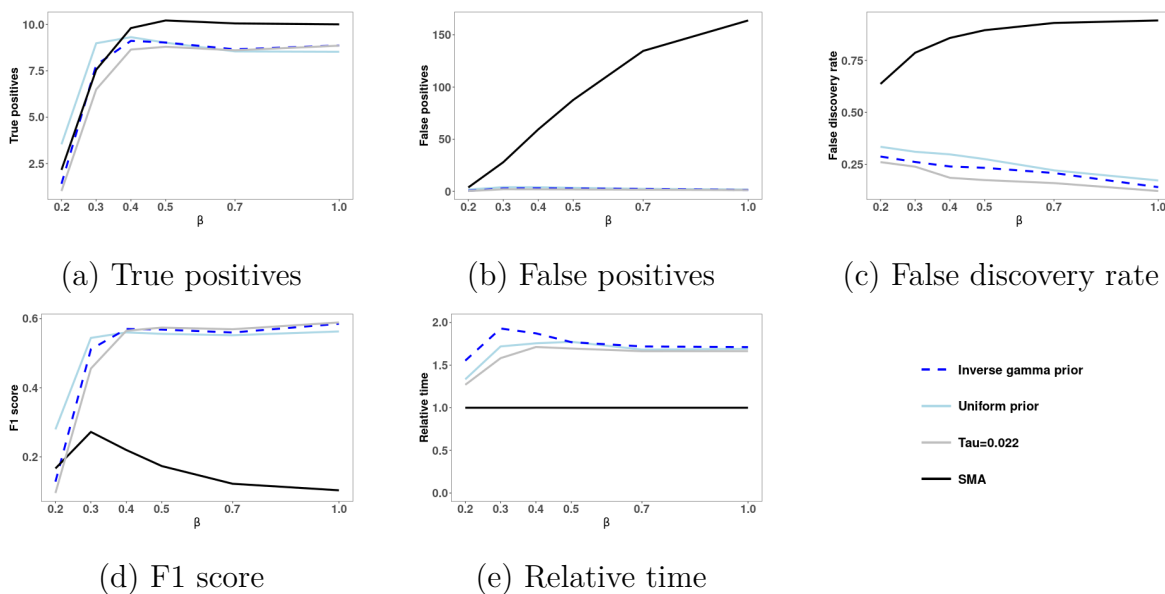 True positives
10.0
7.5
5.0
2.5
0.2 0.3 0.4 0.5 0.7 1.0
β
(a) True positives
False positives
150
100
50
0
0.2 0.3 0.4 0.5 0.7 1.0
β
(b) False positives
False discovery rate
0.75
0.50
0.25
0.2 0.3 0.4 0.5 0.7 1.0
β
(c) False discovery rate
F1 score
0.6
0.4
0.2
0.2 0.3 0.4 0.5 0.7 1.0
β
(d) F1 score
Relative time
2.0
1.5
1.0
0.5
0.0
0.2 0.3 0.4 0.5 0.7 1.0
β
(e) Relative time
Inverse gamma prior
Uniform prior
Tau=0.022
SMA